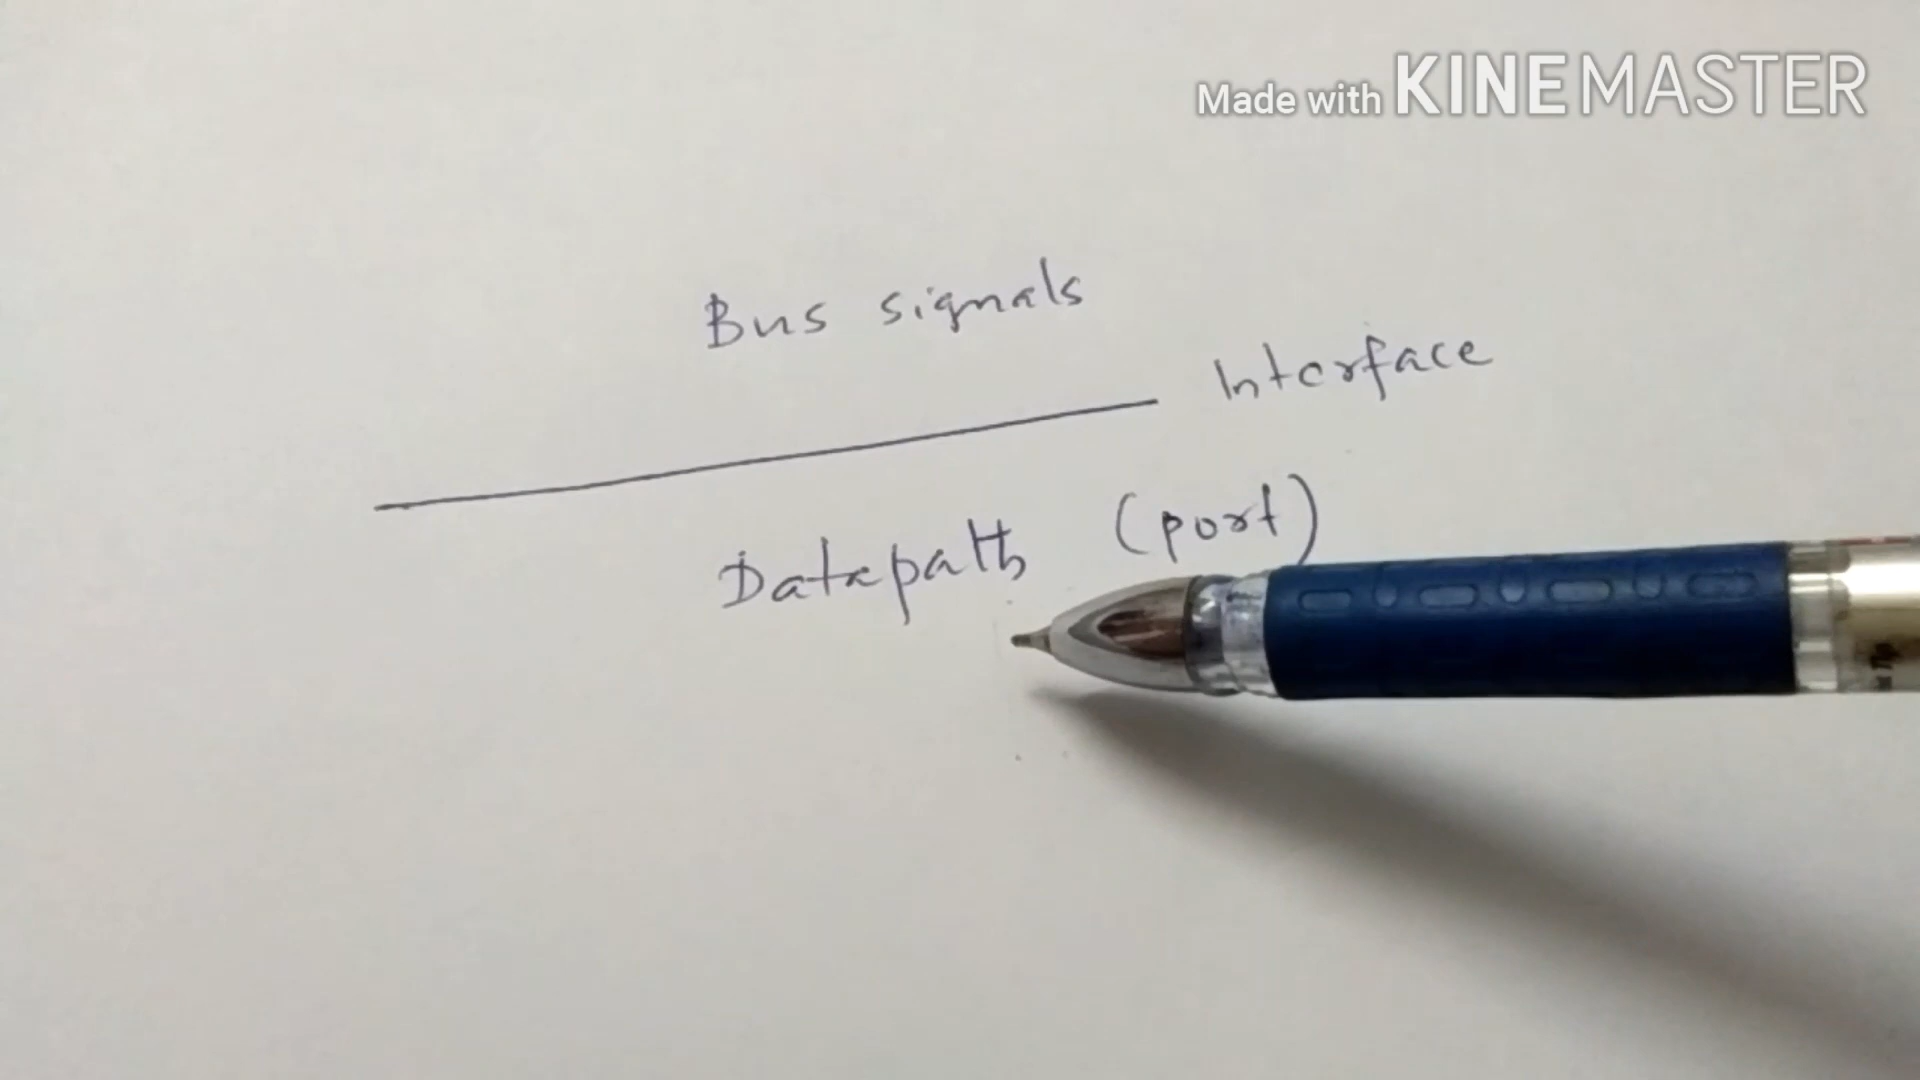 Made with KINEMASTER
Bus signals
Interface
Datapath (port)